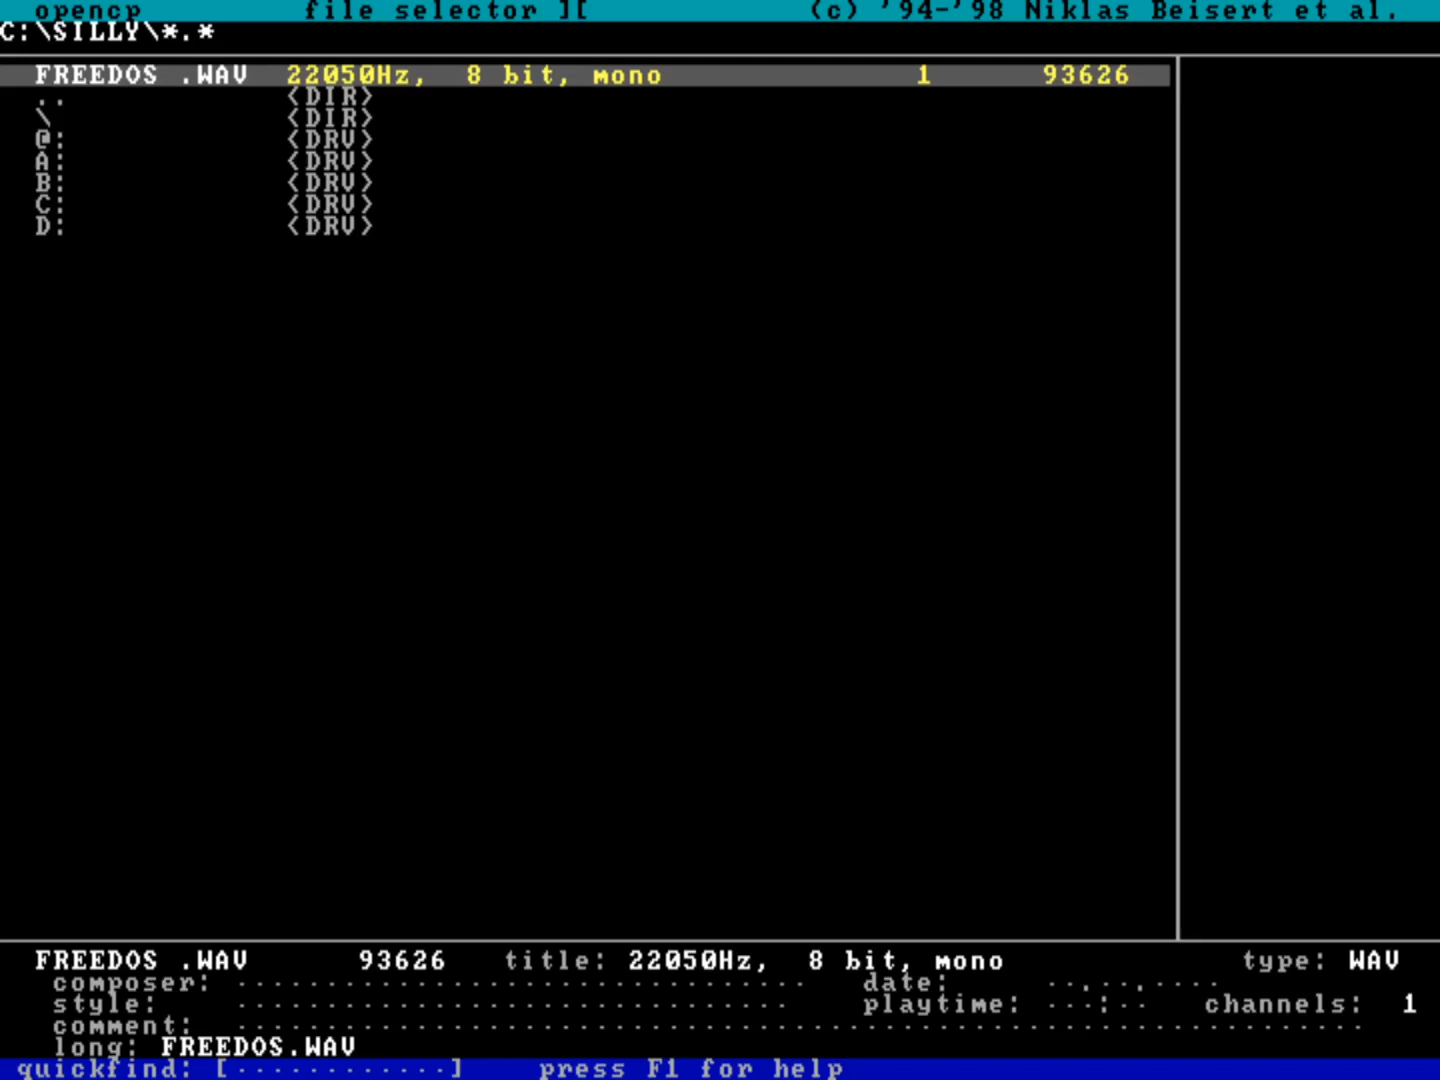 opencp file selector ][ (c) '94-'98 Niklas Beisert et al.
C:\SILLY\*.*
FREEDOS .WAV 22050Hz, 8 bit, mono 1 93626
.. <DIR>
\ <DIR>
@: <DRV>
A: <DRV>
B: <DRV>
C: <DRV>
D: <DRV>
FREEDOS .WAV 93626 title: 22050Hz, 8 bit, mono type: WAV
composer: ································ date: ··.··.····
style: ······························· playtime: ···:·· channels: 1
comment: ·······························································
long: FREEDOS.WAV
quickfind: [············] press F1 for help